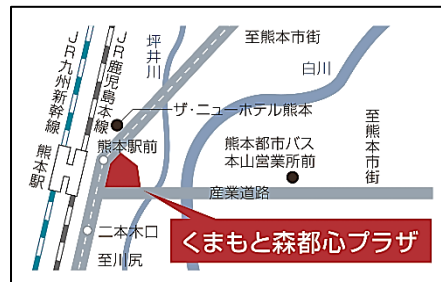 至熊本市街
坪井川
白川
JR鹿児島本線
JR九州新幹線
ザ・ニューホテル熊本
至熊本市街
熊本駅前
熊本都市バス
本山営業所前
熊本駅
産業道路
二本木口
くまもと森都心プラザ
至川尻